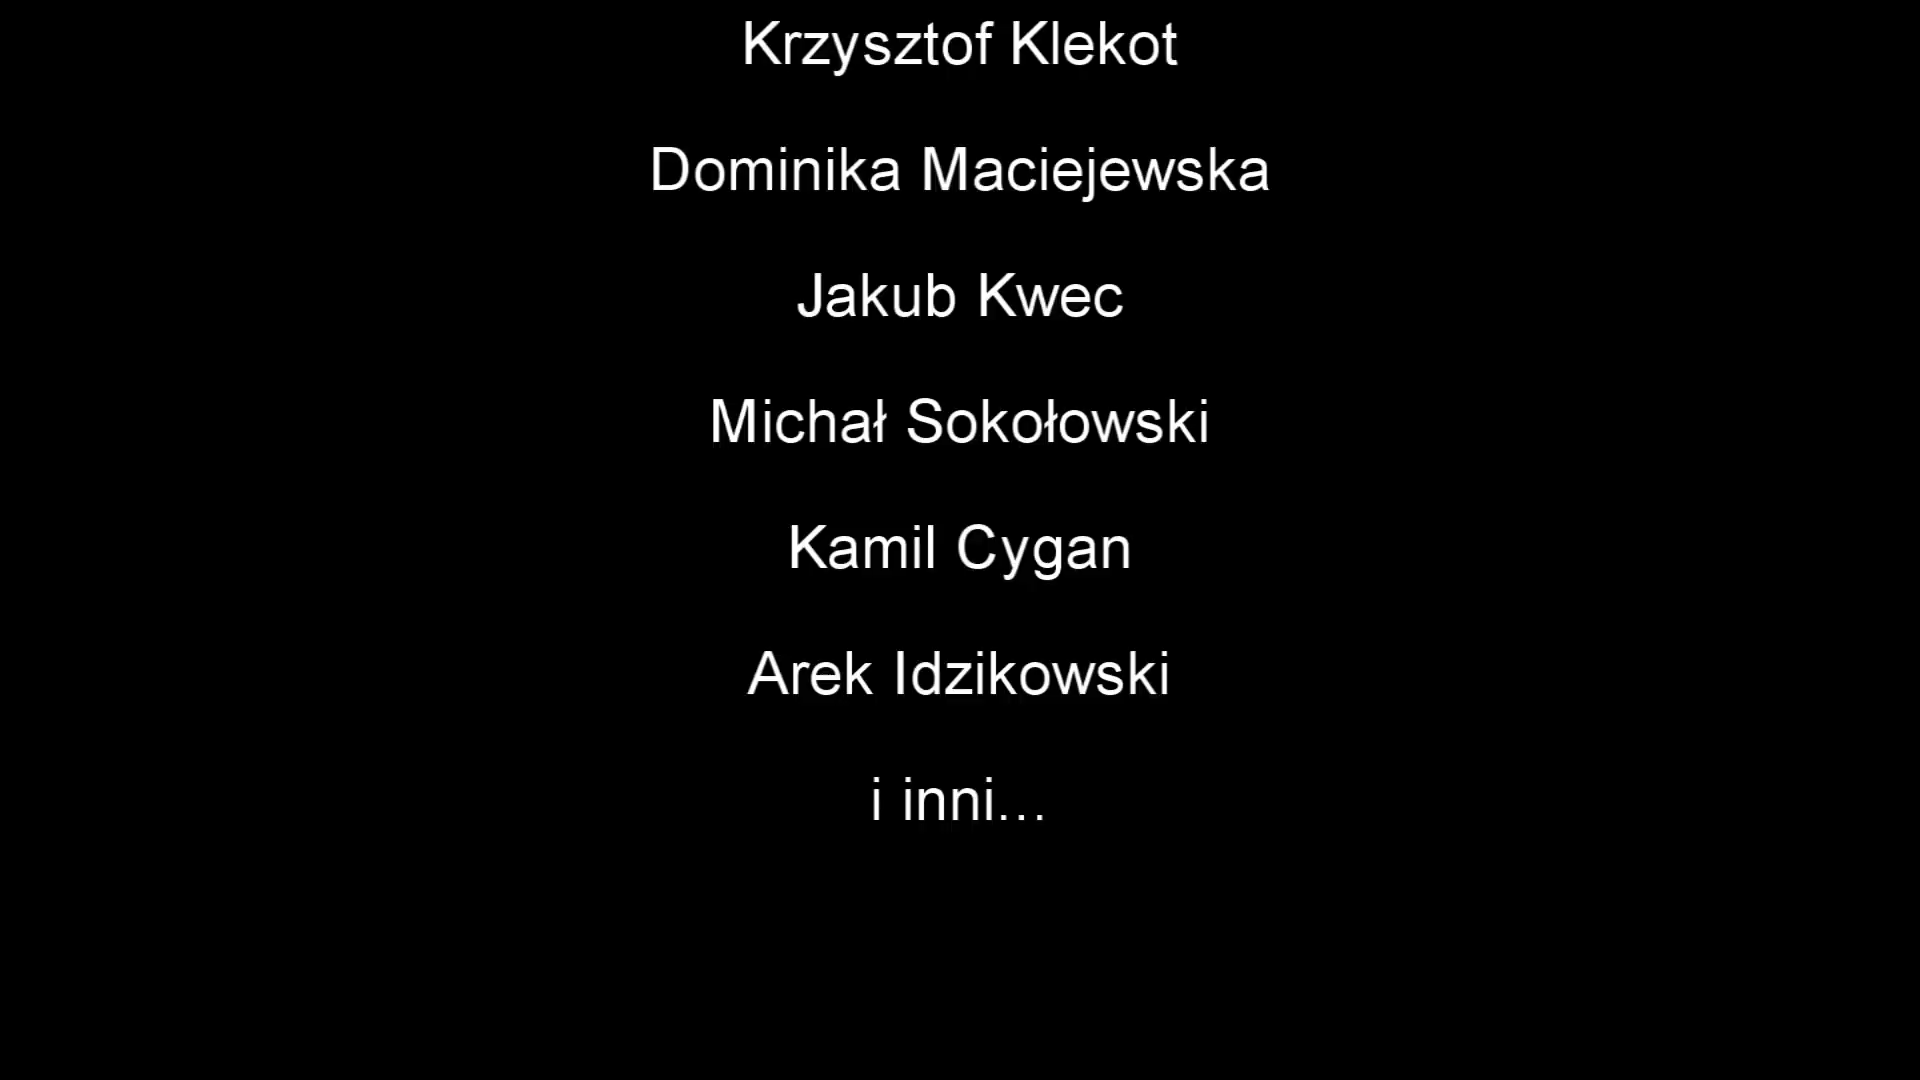 Krzysztof Klekot
Dominika Maciejewska
Jakub Kwec
Michał Sokołowski
Kamil Cygan
Arek Idzikowski
i inni...